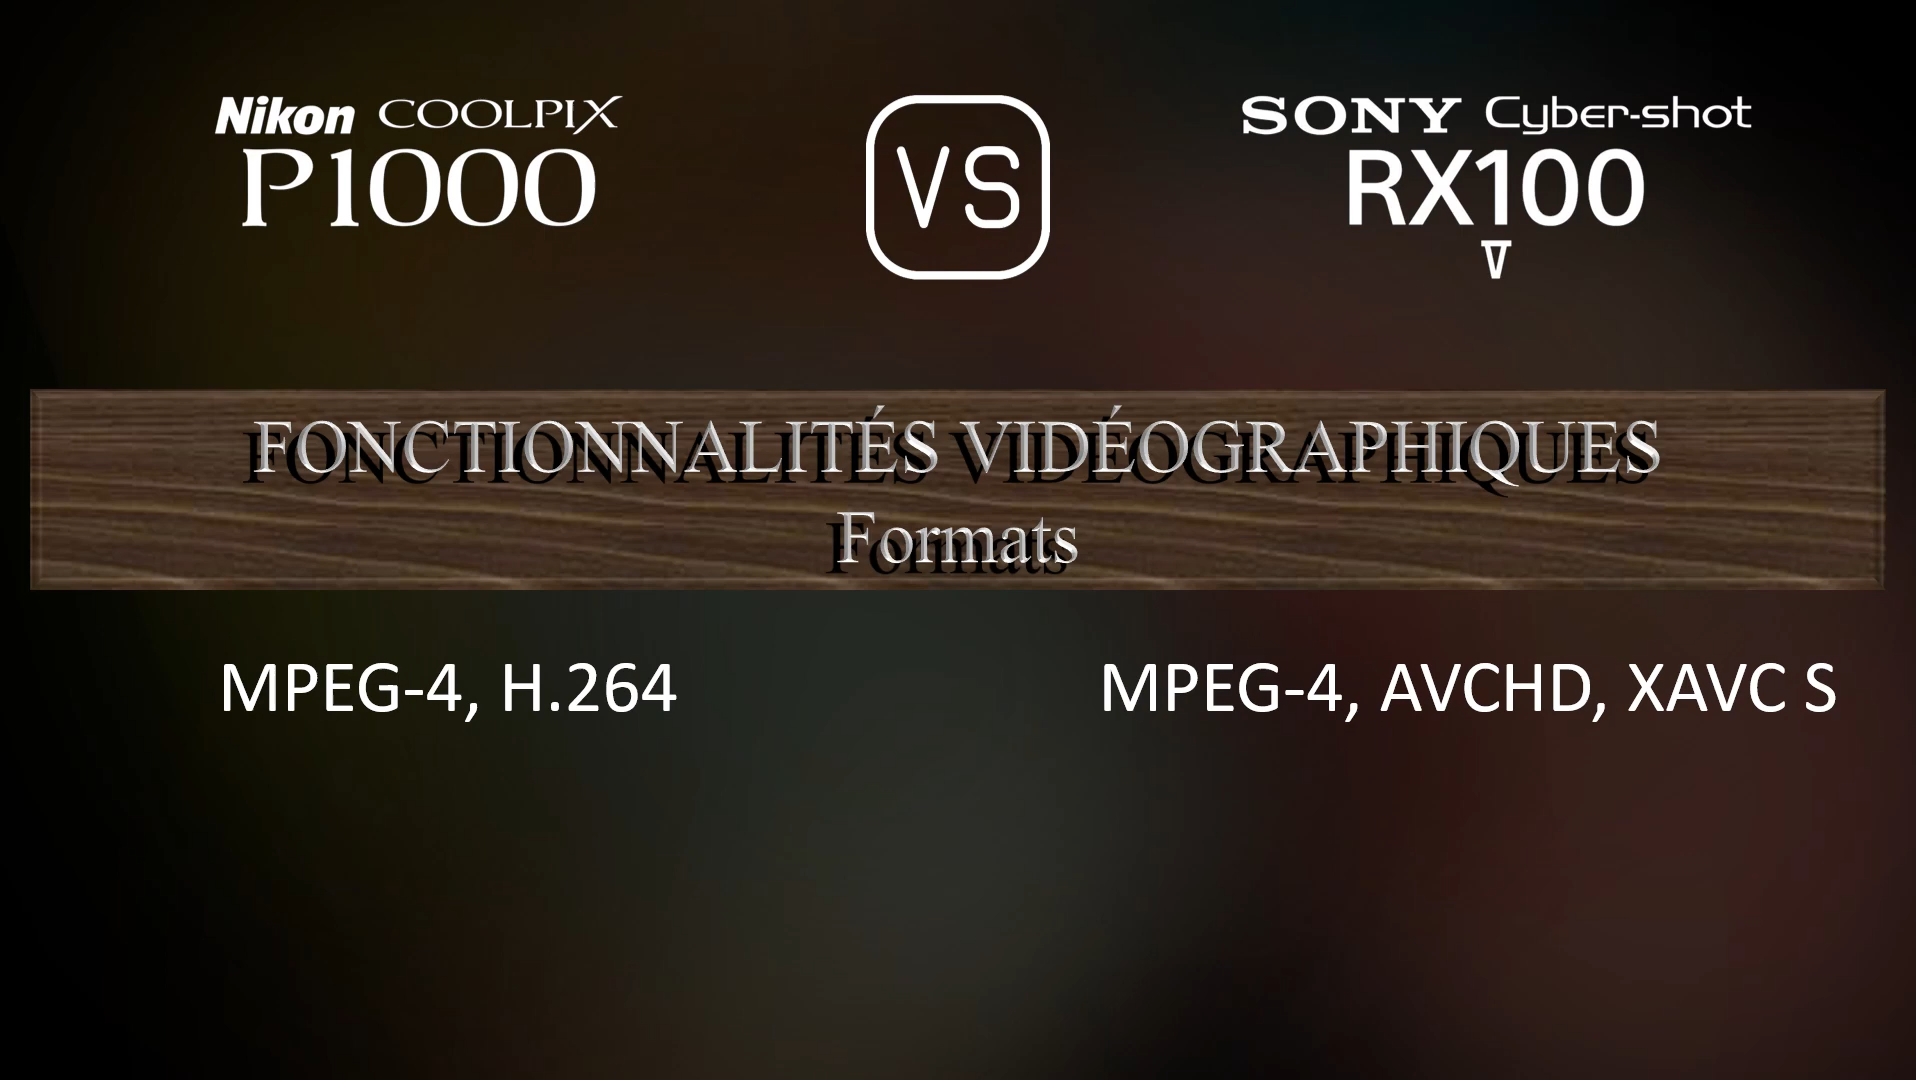 Nikon COOLPIX
P1000
VS
SONY Cyber-shot
RX100
V
FONCTIONNALITÉS VIDÉOGRAPHIQUES
Formats
MPEG-4, H.264
MPEG-4, AVCHD, XAVC S